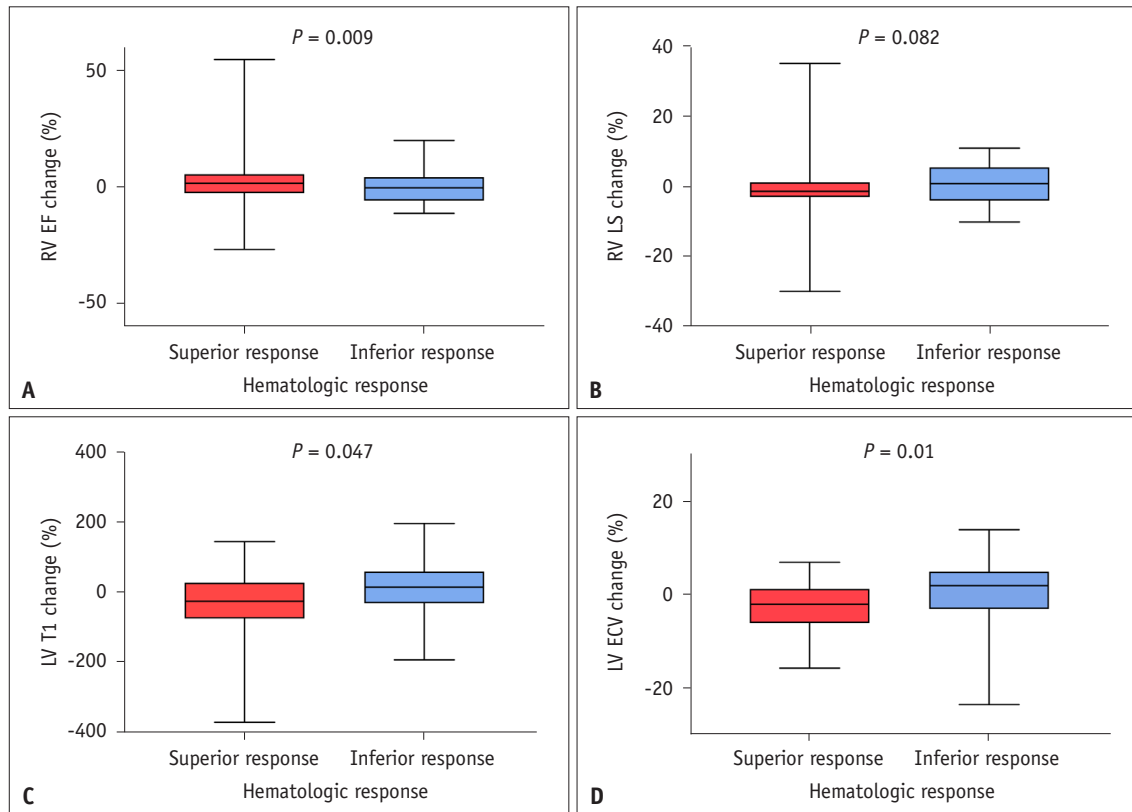 P = 0.009
RV EF change (%)
50
0
-50
Superior response
Inferior response
Hematologic response
A
P = 0.082
RV LS change (%)
40
20
0
-20
-40
Superior response
Inferior response
Hematologic response
B
P = 0.047
LV T1 change (%)
400
200
0
-200
-400
Superior response
Inferior response
Hematologic response
C
P = 0.01
LV ECV change (%)
20
0
-20
Superior response
Inferior response
Hematologic response
D